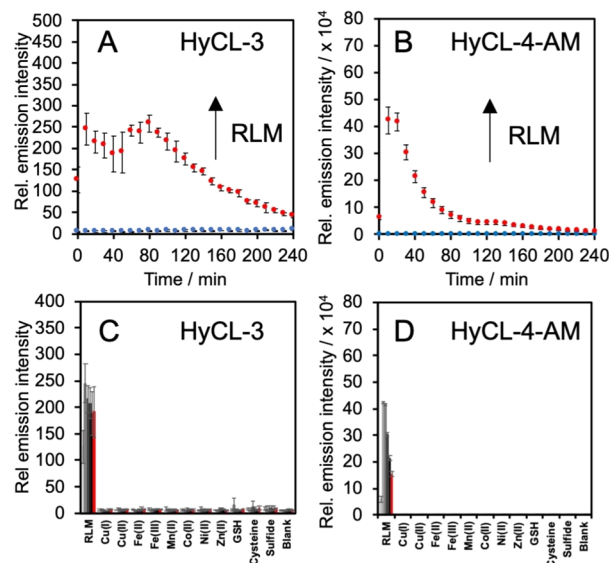 A HyCL-3
Rel. emission intensity
500
450
400
350
300
250
200
150
100
50
0
RLM
0 40 80 120 160 200 240
Time / min
B HyCL-4-AM
Rel. emission intensity / x 10⁴
80
70
60
50
40
30
20
10
0
RLM
0 40 80 120 160 200 240
Time / min
C HyCL-3
Rel emission intensity
400
350
300
250
200
150
100
50
0
RLM
Cu(I)
Cu(II)
Fe(II)
Fe(III)
Mn(II)
Co(II)
Ni(II)
Zn(II)
GSH
Cysteine
Sulfide
Blank
D HyCL-4-AM
Rel. emission intensity / x 10⁴
80
70
60
50
40
30
20
10
0
RLM
Cu(I)
Cu(II)
Fe(II)
Fe(III)
Mn(II)
Co(II)
Ni(II)
Zn(II)
GSH
Cysteine
Sulfide
Blank